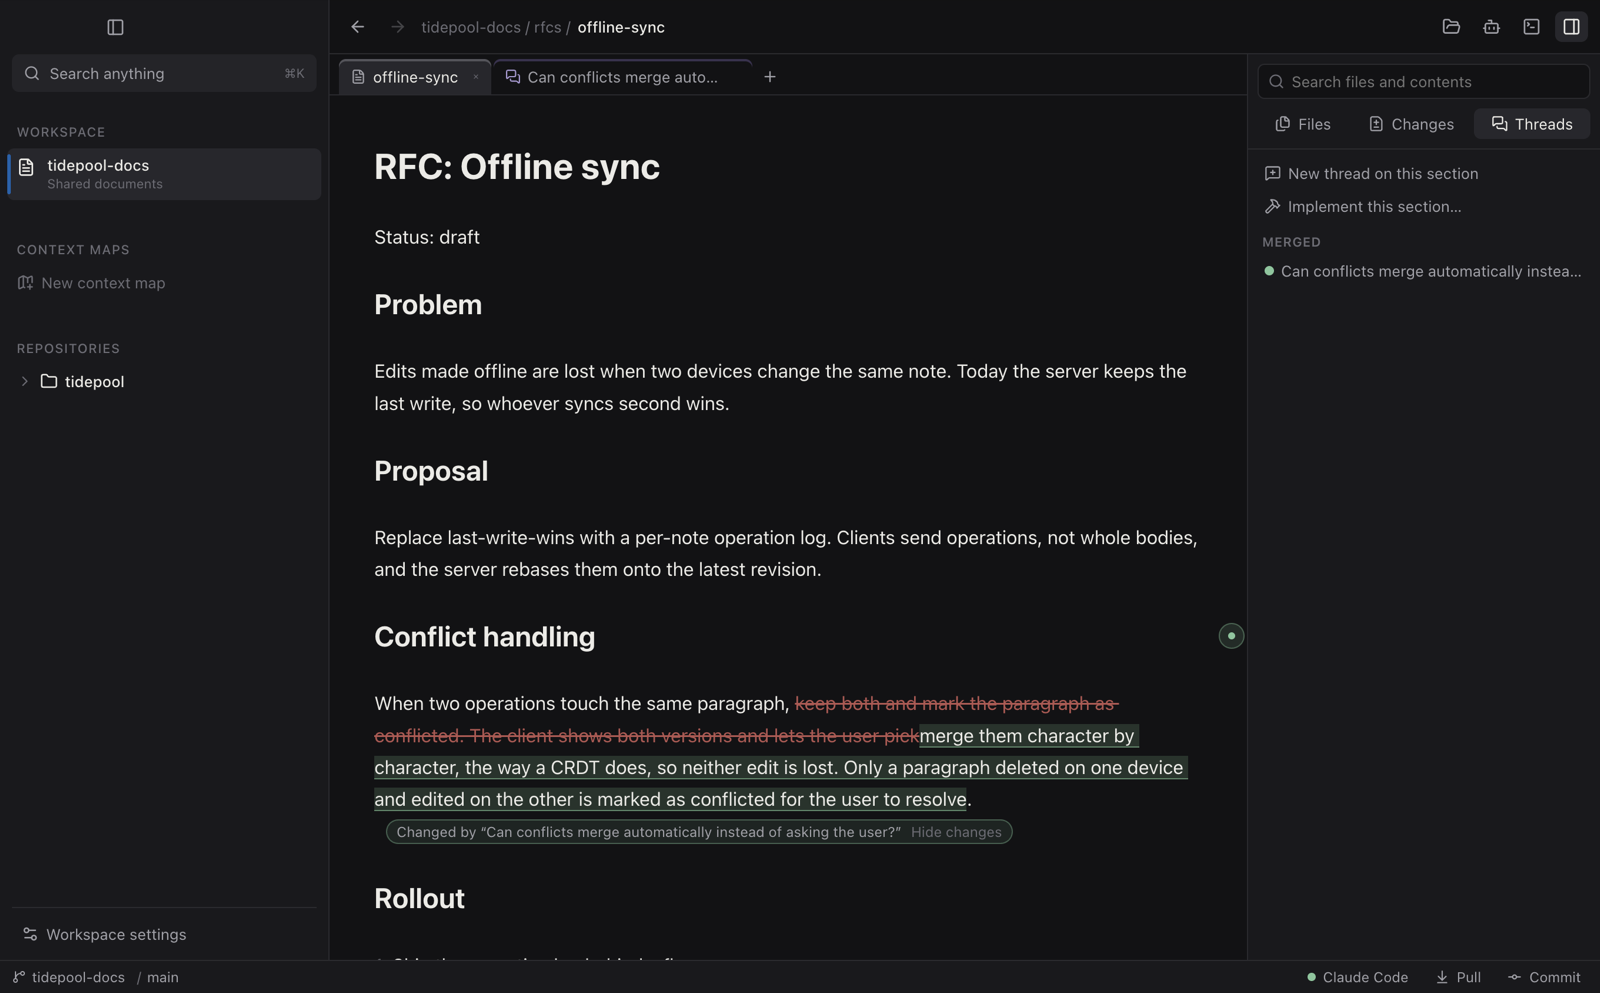 tidepool-docs / rfcs / offline-sync
Search anything ⌘K
WORKSPACE
tidepool-docs
Shared documents
CONTEXT MAPS
New context map
REPOSITORIES
tidepool
Workspace settings
offline-sync
Can conflicts merge auto...
RFC: Offline sync
Status: draft
Problem
Edits made offline are lost when two devices change the same note. Today the server keeps the
last write, so whoever syncs second wins.
Proposal
Replace last-write-wins with a per-note operation log. Clients send operations, not whole bodies,
and the server rebases them onto the latest revision.
Conflict handling
When two operations touch the same paragraph, keep both and mark the paragraph as
conflicted. The client shows both versions and lets the user pickmerge them character by
character, the way a CRDT does, so neither edit is lost. Only a paragraph deleted on one device
and edited on the other is marked as conflicted for the user to resolve.
Changed by “Can conflicts merge automatically instead of asking the user?” Hide changes
Rollout
Search files and contents
Files Changes Threads
New thread on this section
Implement this section...
MERGED
Can conflicts merge automatically instea...
tidepool-docs / main
Claude Code Pull Commit